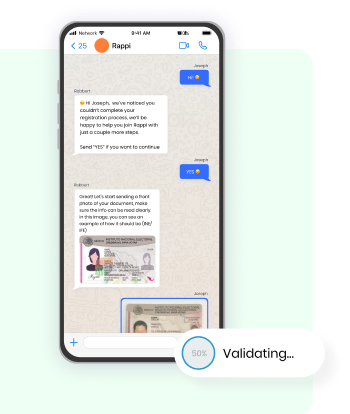 Network
9:41 AM
25
Rappi
Joseph
Hi
Robbert
Hi Joseph, we've noticed you
couldn't complete your
registration process, we'll be
happy to help you join Rappi with
just a couple more steps.
Send "YES" if you want to continue
Joseph
YES
Robbert
Great! Let's start sending a front
photo of your document, make
sure the info can be read clearly.
In this image, you can see an
example of how it should be (INE/
IFE)
INSTITUTO NACIONAL ELECTORAL
Joseph
50%
Validating...